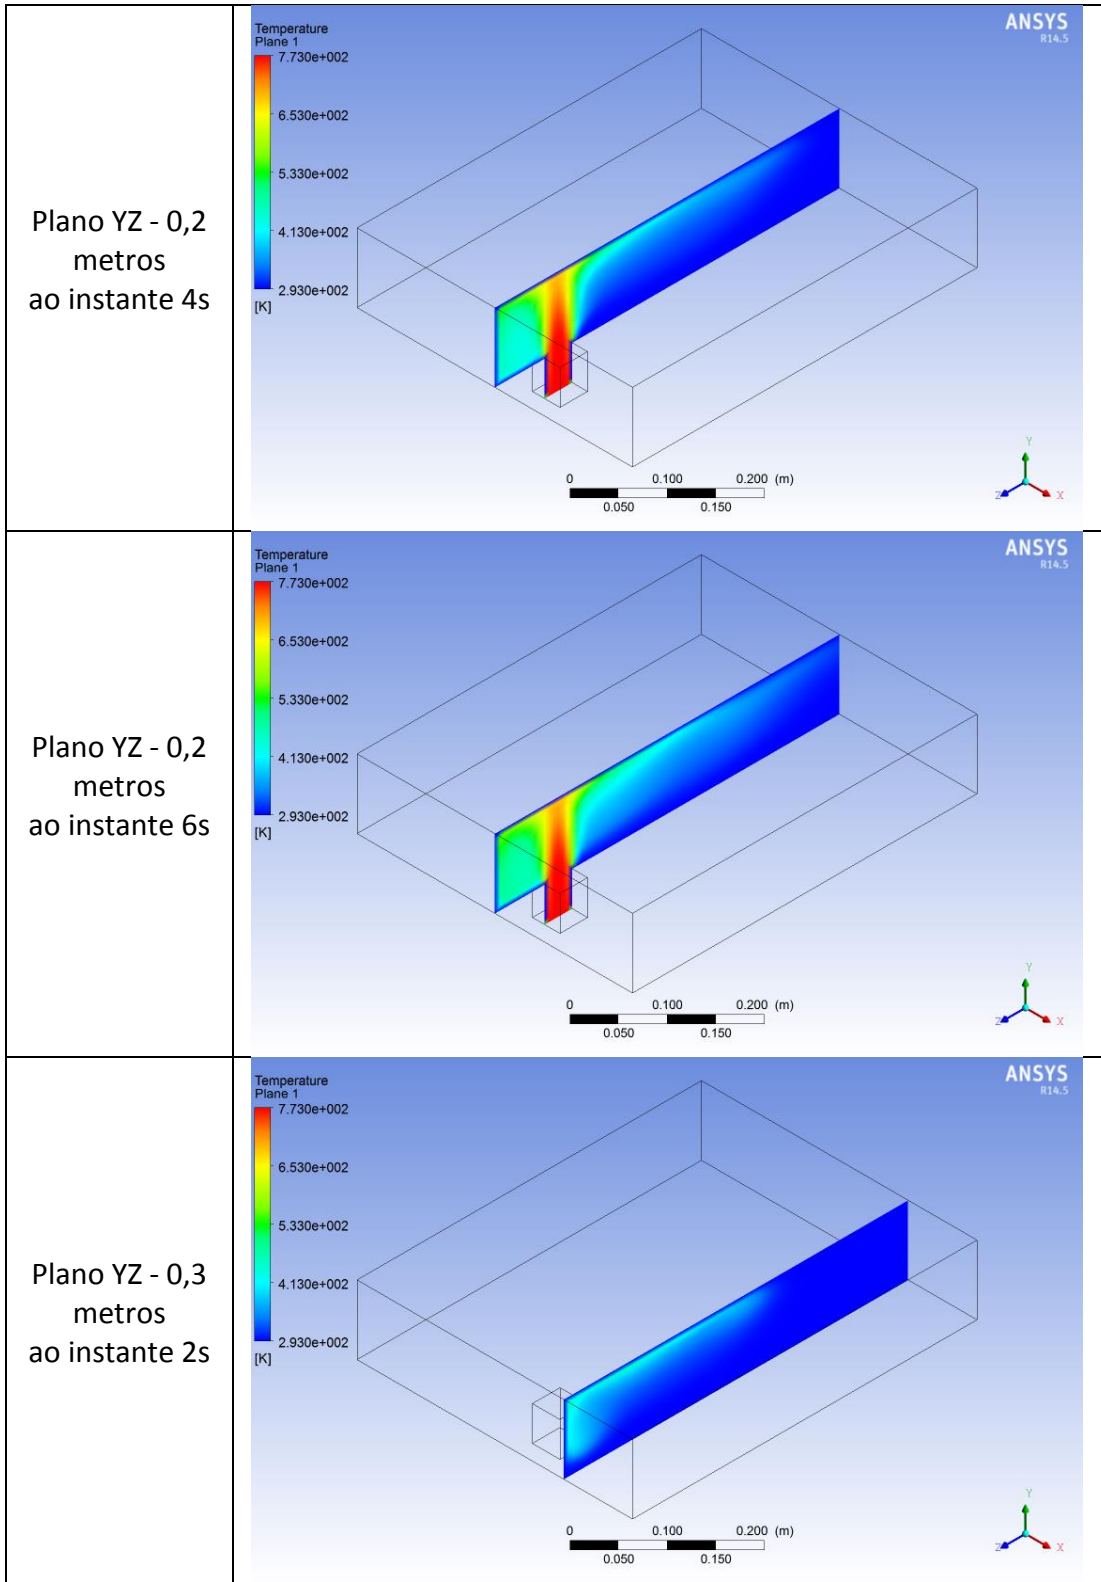 Plano YZ - 0,2
metros
ao instante 4s
Temperature
Plane 1
7.730e+002
6.530e+002
5.330e+002
4.130e+002
2.930e+002
[K]
ANSYS
R14.5
0 0.100 0.200 (m)
0.050 0.150
Y
Z X
Plano YZ - 0,2
metros
ao instante 6s
Temperature
Plane 1
7.730e+002
6.530e+002
5.330e+002
4.130e+002
2.930e+002
[K]
ANSYS
R14.5
0 0.100 0.200 (m)
0.050 0.150
Y
Z X
Plano YZ - 0,3
metros
ao instante 2s
Temperature
Plane 1
7.730e+002
6.530e+002
5.330e+002
4.130e+002
2.930e+002
[K]
ANSYS
R14.5
0 0.100 0.200 (m)
0.050 0.150
Y
Z X